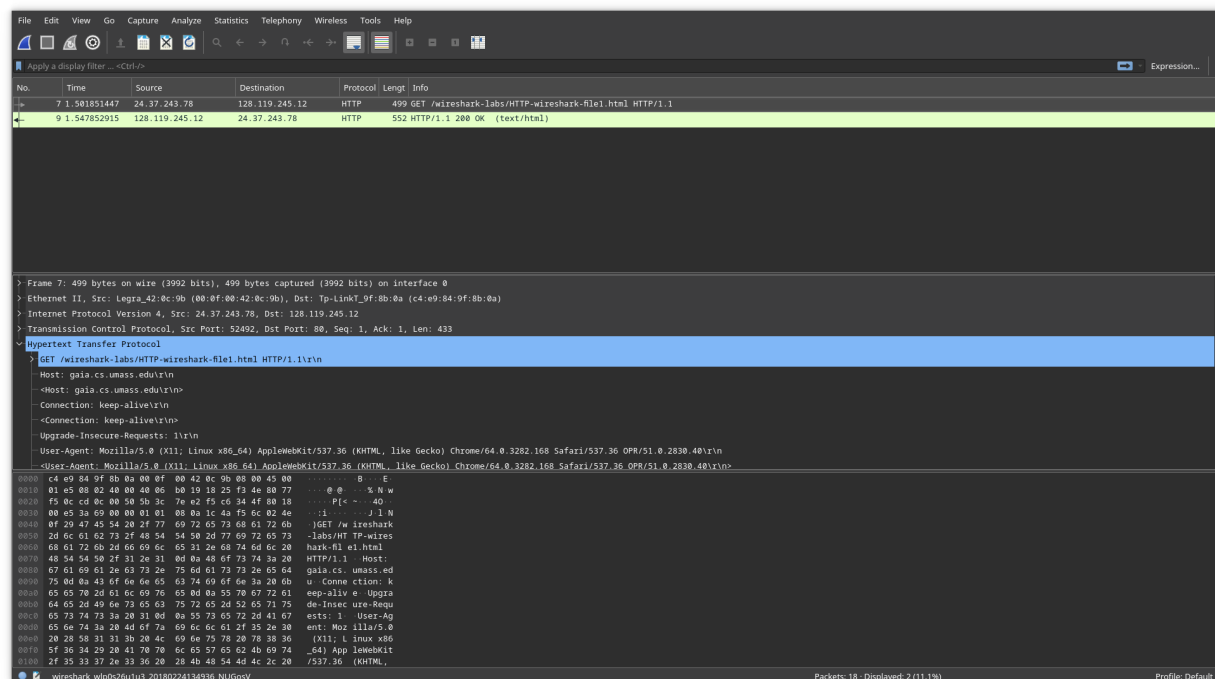 File Edit View Go Capture Analyze Statistics Telephony Wireless Tools Help
Apply a display filter ... <Ctrl-/> Expression...
No. Time Source Destination Protocol Lengt Info
7 1.501851447 24.37.243.78 128.119.245.12 HTTP 499 GET /wireshark-labs/HTTP-wireshark-file1.html HTTP/1.1
9 1.547852915 128.119.245.12 24.37.243.78 HTTP 552 HTTP/1.1 200 OK (text/html)
Frame 7: 499 bytes on wire (3992 bits), 499 bytes captured (3992 bits) on interface 0
Ethernet II, Src: Legra_42:0c:9b (00:0f:00:42:0c:9b), Dst: Tp-LinkT_9f:8b:0a (c4:e9:84:9f:8b:0a)
Internet Protocol Version 4, Src: 24.37.243.78, Dst: 128.119.245.12
Transmission Control Protocol, Src Port: 52492, Dst Port: 80, Seq: 1, Ack: 1, Len: 433
Hypertext Transfer Protocol
GET /wireshark-labs/HTTP-wireshark-file1.html HTTP/1.1\r\n
Host: gaia.cs.umass.edu\r\n
<Host: gaia.cs.umass.edu\r\n>
Connection: keep-alive\r\n
<Connection: keep-alive\r\n>
Upgrade-Insecure-Requests: 1\r\n
User-Agent: Mozilla/5.0 (X11; Linux x86_64) AppleWebKit/537.36 (KHTML, like Gecko) Chrome/64.0.3282.168 Safari/537.36 OPR/51.0.2830.40\r\n
<User-Agent: Mozilla/5.0 (X11; Linux x86_64) AppleWebKit/537.36 (KHTML, like Gecko) Chrome/64.0.3282.168 Safari/537.36 OPR/51.0.2830.40\r\n>
0000 c4 e9 84 9f 8b 0a 00 0f 00 42 0c 9b 08 00 45 00 ·········B····E·
0010 01 e5 08 02 40 00 40 06 b0 19 18 25 f3 4e 80 77 ····@·@····%·N·w
0020 f5 0c cd 0c 00 50 5b 3c 7e e2 f5 c6 34 4f 80 18 ·····P[< ~···4O··
0030 00 e5 3a 69 00 00 01 01 08 0a 1c 4a f5 6c 02 4e ··:i·······J·l·N
0040 0f 29 47 45 54 20 2f 77 69 72 65 73 68 61 72 6b ·)GET /w ireshark
0050 2d 6c 61 62 73 2f 48 54 54 50 2d 77 69 72 65 73 -labs/HT TP-wires
0060 68 61 72 6b 2d 66 69 6c 65 31 2e 68 74 6d 6c 20 hark-fil e1.html
0070 48 54 54 50 2f 31 2e 31 0d 0a 48 6f 73 74 3a 20 HTTP/1.1 ··Host:
0080 67 61 69 61 2e 63 73 2e 75 6d 61 73 73 2e 65 64 gaia.cs. umass.ed
0090 75 0d 0a 43 6f 6e 6e 65 63 74 69 6f 6e 3a 20 6b u··Conne ction: k
00a0 65 65 70 2d 61 6c 69 76 65 0d 0a 55 70 67 72 61 eep-aliv e··Upgra
00b0 64 65 2d 49 6e 73 65 63 75 72 65 2d 52 65 71 75 de-Insec ure-Requ
00c0 65 73 74 73 3a 20 31 0d 0a 55 73 65 72 2d 41 67 ests: 1· ·User-Ag
00d0 65 6e 74 3a 20 4d 6f 7a 69 6c 6c 61 2f 35 2e 30 ent: Moz illa/5.0
00e0 20 28 58 31 31 3b 20 4c 69 6e 75 78 20 78 38 36 (X11; L inux x86
00f0 5f 36 34 29 20 41 70 70 6c 65 57 65 62 4b 69 74 _64) App leWebKit
0100 2f 35 33 37 2e 33 36 20 28 4b 48 54 4d 4c 2c 20 /537.36 (KHTML,
wireshark_wlp0s26u1u3_20180224134936_NUGosV Packets: 18 · Displayed: 2 (11.1%) Profile: Default